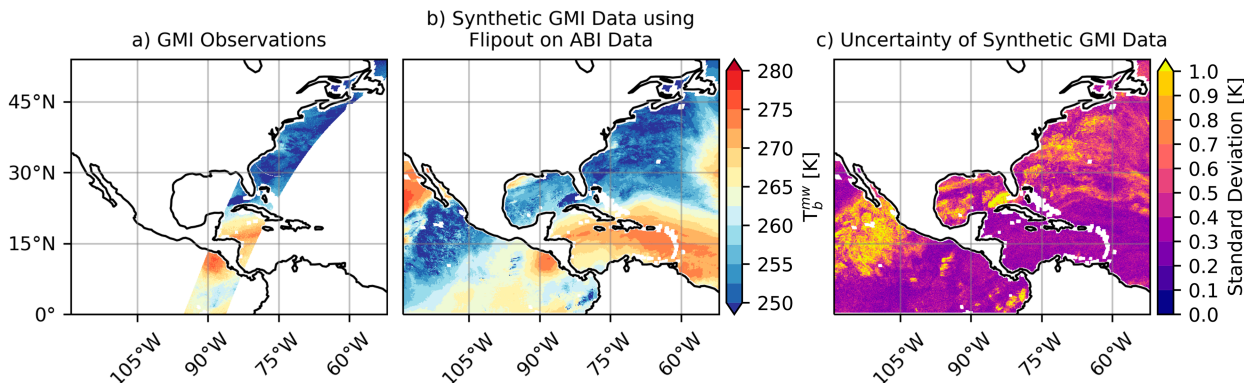 a) GMI Observations
b) Synthetic GMI Data using
Flipout on ABI Data
c) Uncertainty of Synthetic GMI Data
45°N
30°N
15°N
0°
105°W
90°W
75°W
60°W
105°W
90°W
75°W
60°W
280
275
270
265
260
255
250
T_b^{mw} [K]
105°W
90°W
75°W
60°W
1.0
0.9
0.8
0.7
0.6
0.5
0.4
0.3
0.2
0.1
0.0
Standard Deviation [K]